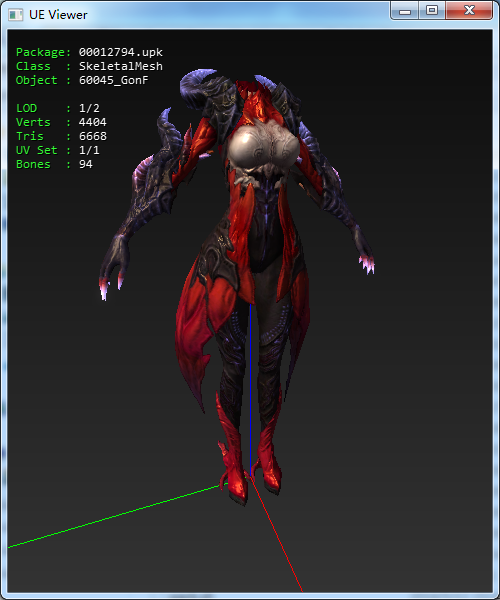 UE Viewer
Package: 00012794.upk
Class : SkeletalMesh
Object : 60045_GonF
LOD : 1/2
Verts : 4404
Tris : 6668
UV Set : 1/1
Bones : 94